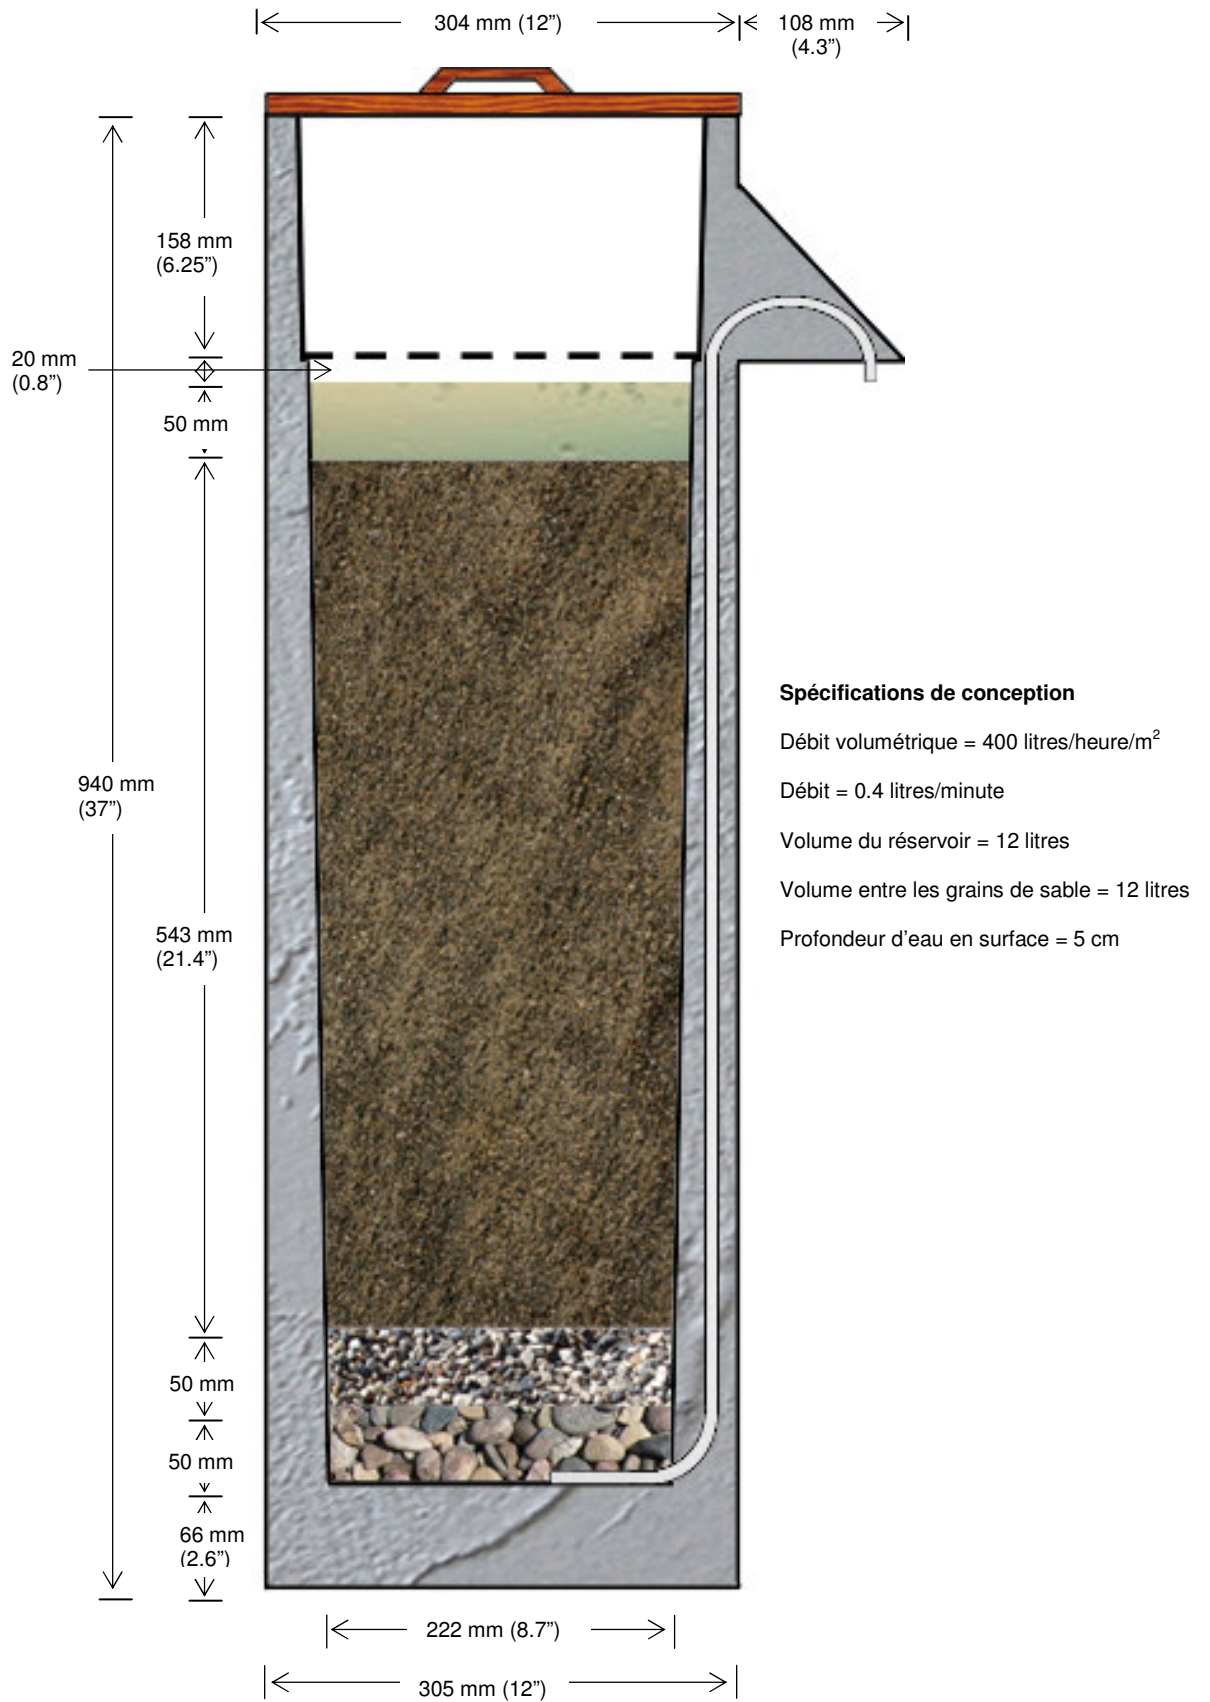 304 mm (12”)
108 mm
(4.3”)
158 mm
(6.25”)
20 mm
(0.8”)
50 mm
Spécifications de conception
Débit volumétrique = 400 litres/heure/m²
940 mm
(37”)
Débit = 0.4 litres/minute
Volume du réservoir = 12 litres
Volume entre les grains de sable = 12 litres
543 mm
(21.4”)
Profondeur d’eau en surface = 5 cm
50 mm
50 mm
66 mm
(2.6”)
222 mm (8.7”)
305 mm (12”)